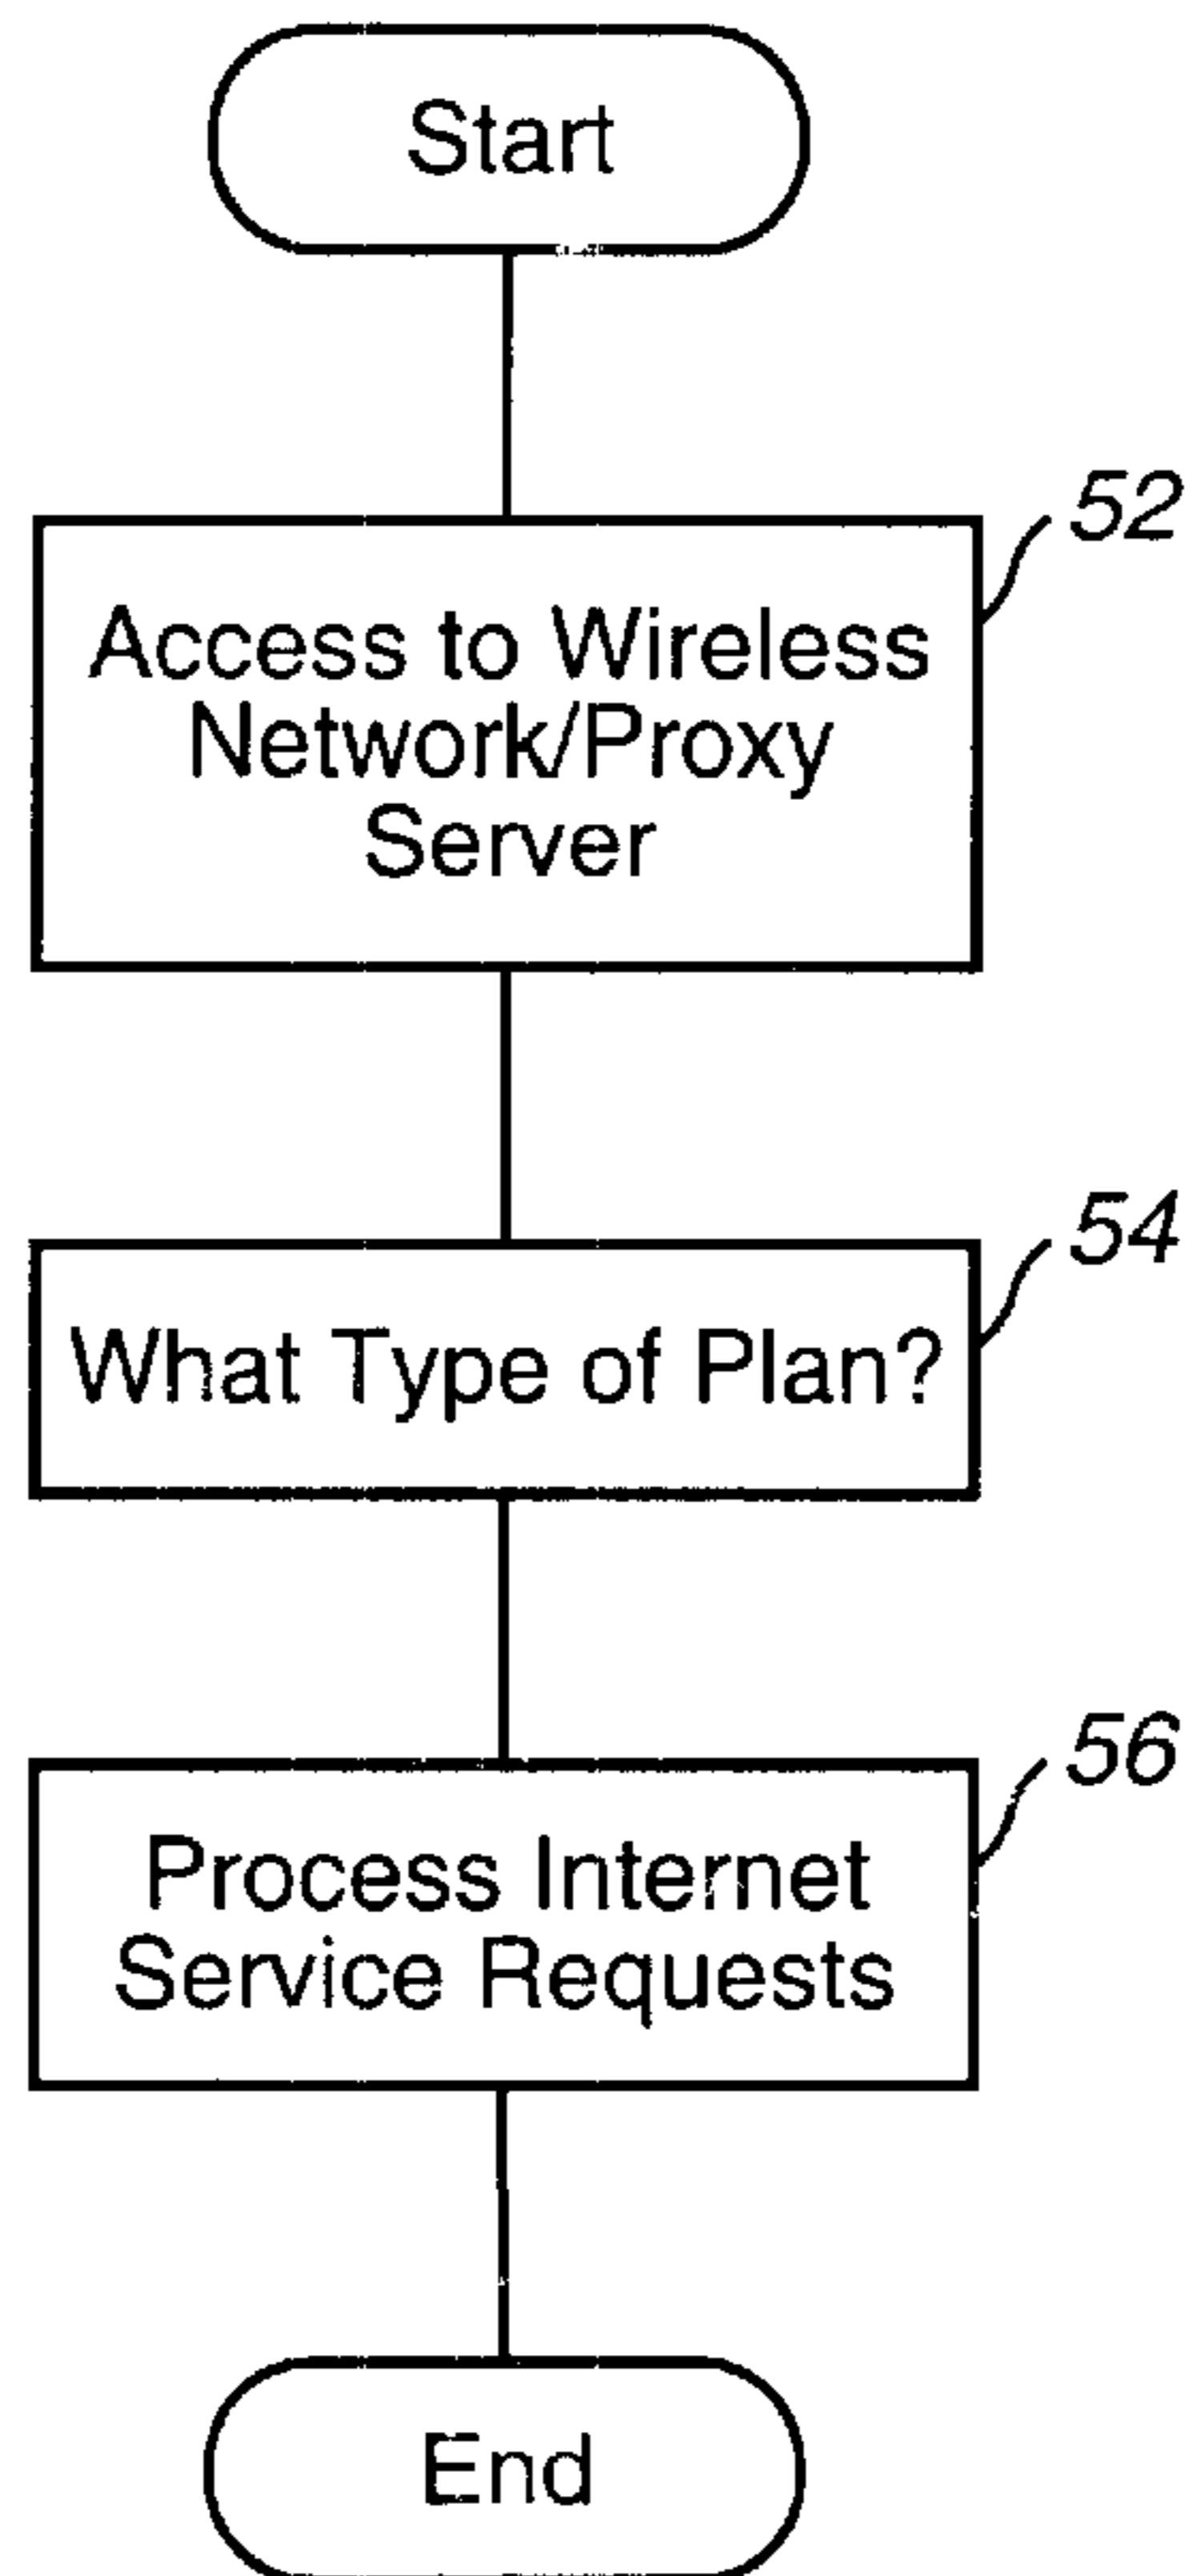 Start
52
Access to Wireless
Network/Proxy
Server
54
What Type of Plan?
56
Process Internet
Service Requests
End